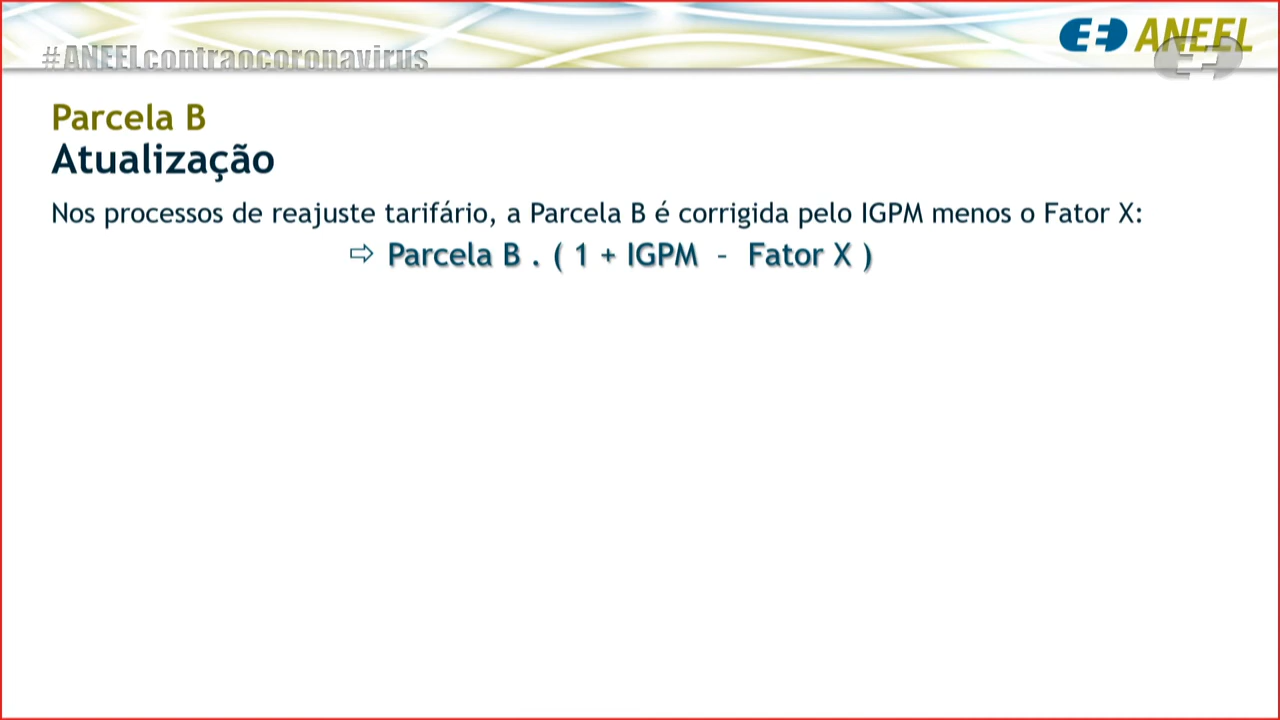 #ANEELcontraocoronavirus
ANEEL
Parcela B
Atualização
Nos processos de reajuste tarifário, a Parcela B é corrigida pelo IGPM menos o Fator X:
⇨ Parcela B . ( 1 + IGPM - Fator X )